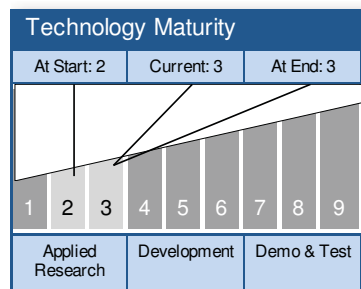 Technology Maturity
At Start: 2 Current: 3 At End: 3
1 2 3 4 5 6 7 8 9
Applied Research Development Demo & Test